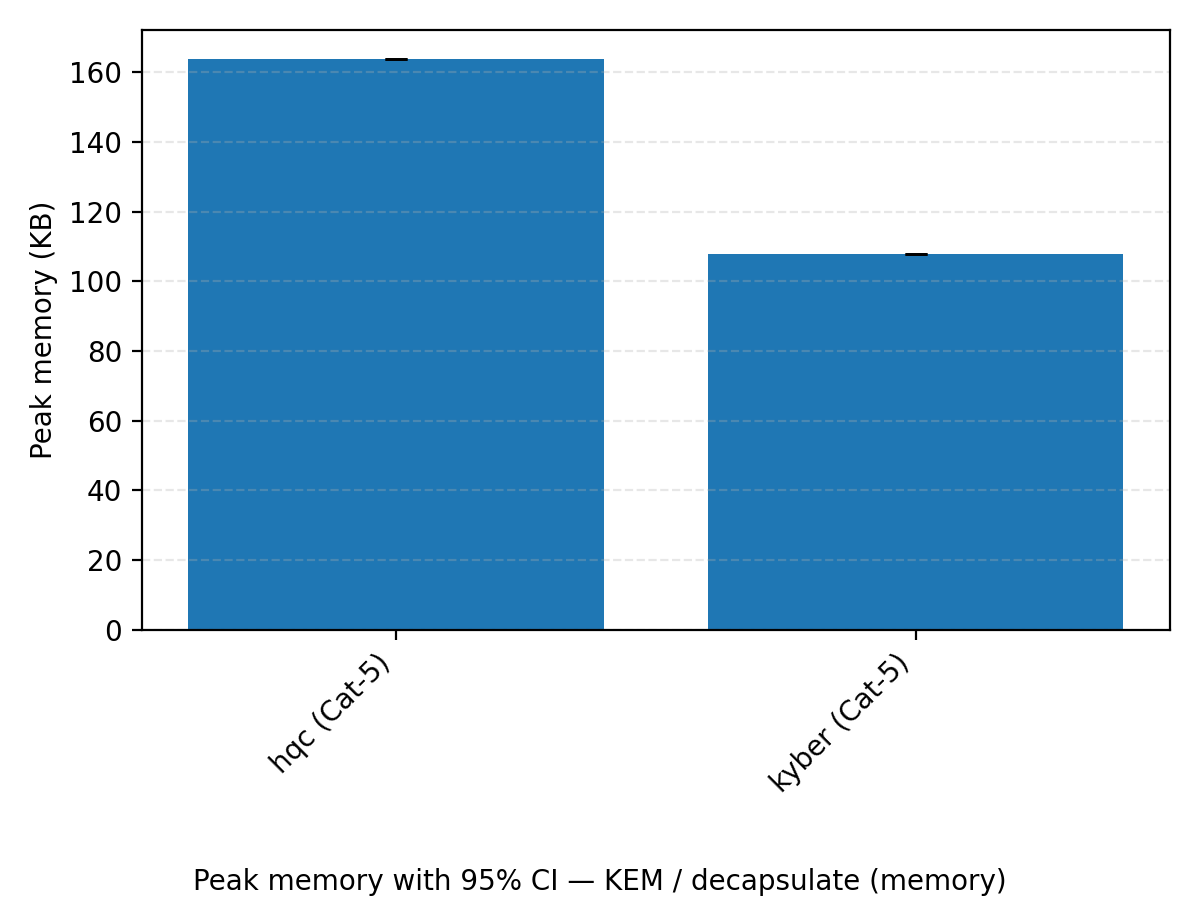 160
140
120
100
80
60
40
20
0
Peak memory (KB)
hqc (Cat-5)
kyber (Cat-5)
Peak memory with 95% CI — KEM / decapsulate (memory)